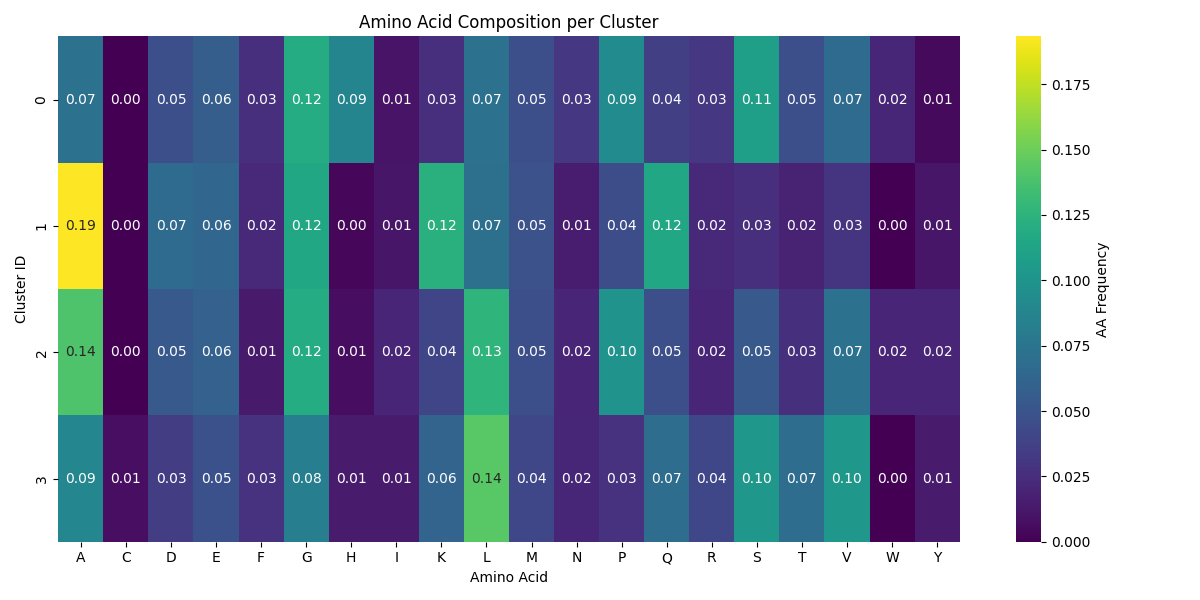 Amino Acid Composition per Cluster
Cluster ID
0 0.07 0.00 0.05 0.06 0.03 0.12 0.09 0.01 0.03 0.07 0.05 0.03 0.09 0.04 0.03 0.11 0.05 0.07 0.02 0.01
1 0.19 0.00 0.07 0.06 0.02 0.12 0.00 0.01 0.12 0.07 0.05 0.01 0.04 0.12 0.02 0.03 0.02 0.03 0.00 0.01
2 0.14 0.00 0.05 0.06 0.01 0.12 0.01 0.02 0.04 0.13 0.05 0.02 0.10 0.05 0.02 0.05 0.03 0.07 0.02 0.02
3 0.09 0.01 0.03 0.05 0.03 0.08 0.01 0.01 0.06 0.14 0.04 0.02 0.03 0.07 0.04 0.10 0.07 0.10 0.00 0.01
A C D E F G H I K L M N P Q R S T V W Y
Amino Acid
0.175
0.150
0.125
0.100
0.075
0.050
0.025
0.000
AA Frequency